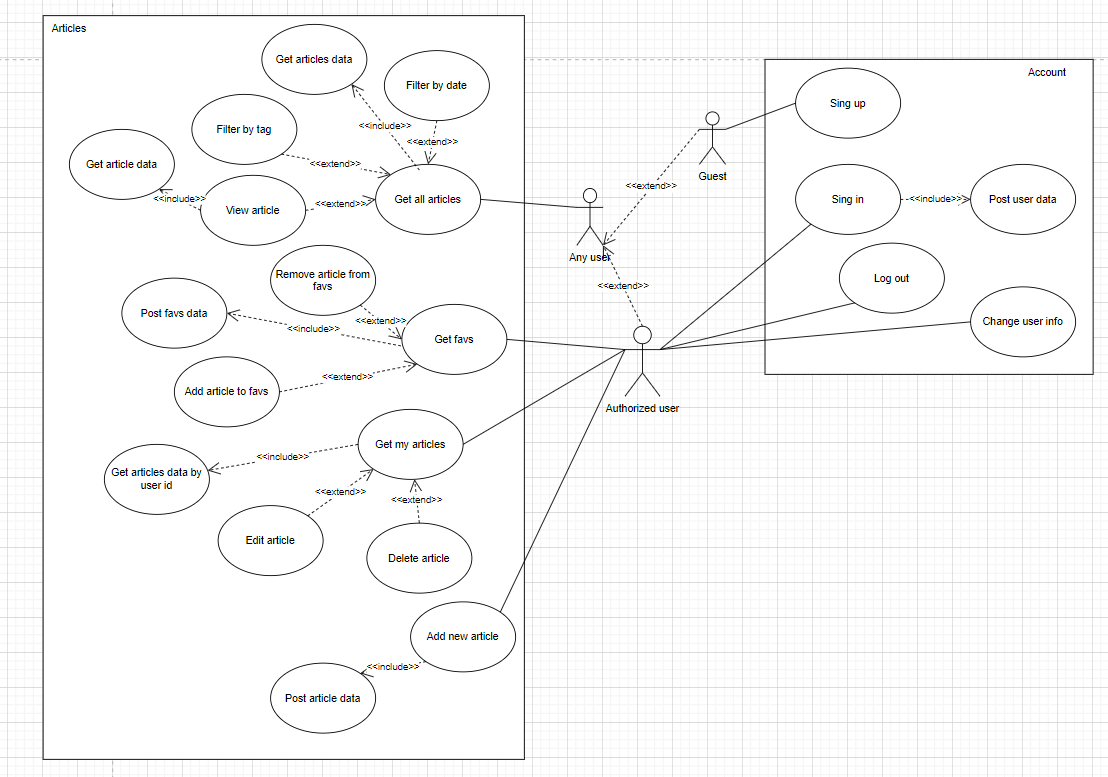 Articles
Get articles data
Filter by date
<<include>>
Filter by tag
<<extend>>
Get article data
<<extend>>
<<include>>
View article
<<extend>>
Get all articles
Remove article from
favs
Post favs data
<<extend>>
<<include>>
Get favs
Add article to favs
<<extend>>
Get my articles
<<include>>
Get articles data by
user id
<<extend>>
<<extend>>
Edit article
Delete article
Add new article
<<include>>
Post article data
Guest
<<extend>>
Any user
<<extend>>
Authorized user
Account
Sing up
Sing in
<<include>>
Post user data
Log out
Change user info